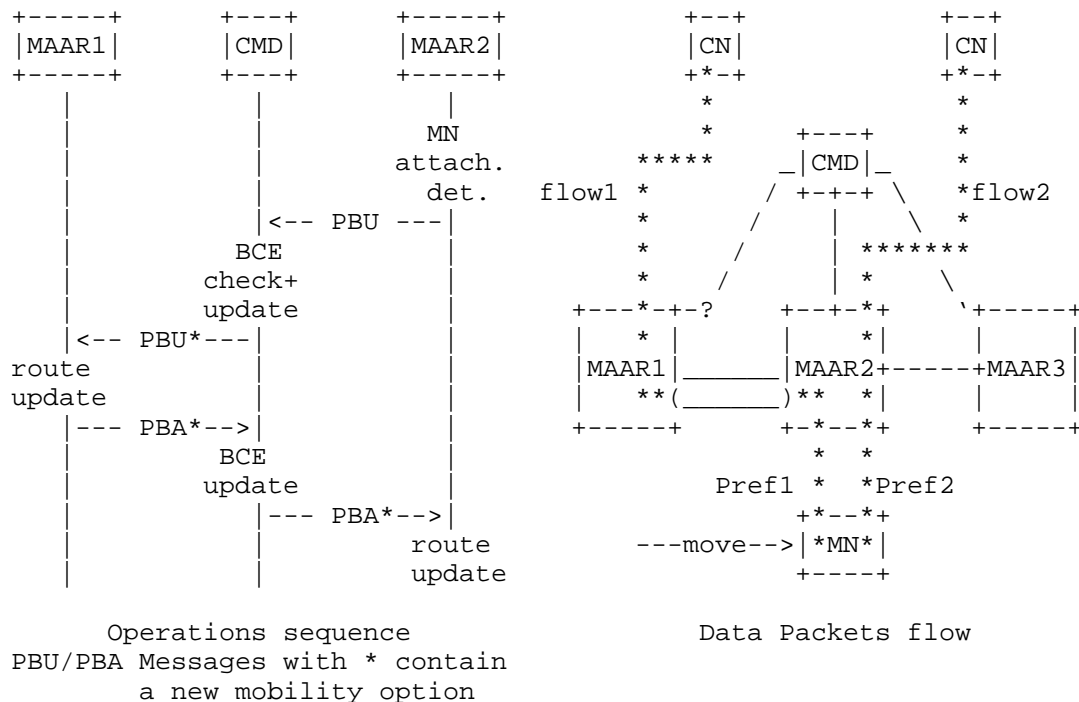 MAAR1 CMD MAAR2 CN CN
MN CMD
attach.
det. flow1 flow2
<-- PBU ---
BCE
check+
update ?
<-- PBU* ---
route MAAR1 MAAR2 MAAR3
update
--- PBA* -->
BCE
update Pref1 Pref2
--- PBA* -->
route ---move--> *MN*
update
Operations sequence Data Packets flow
PBU/PBA Messages with * contain
a new mobility option